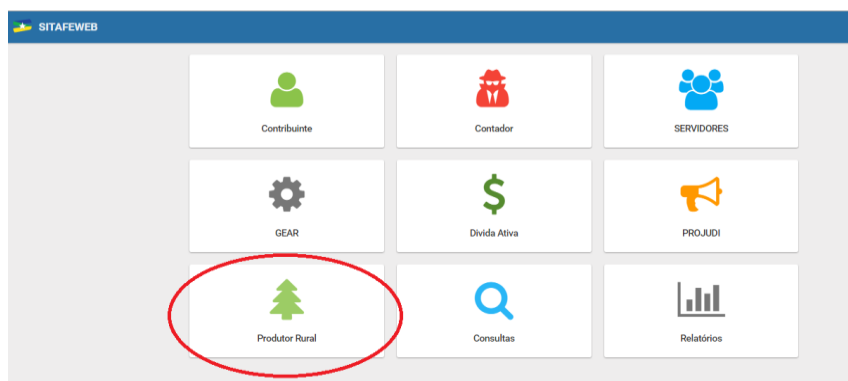 SITAFEWEB
Contribuinte
Contador
SERVIDORES
GEAR
Divida Ativa
PROJUDI
Produtor Rural
Consultas
Relatórios